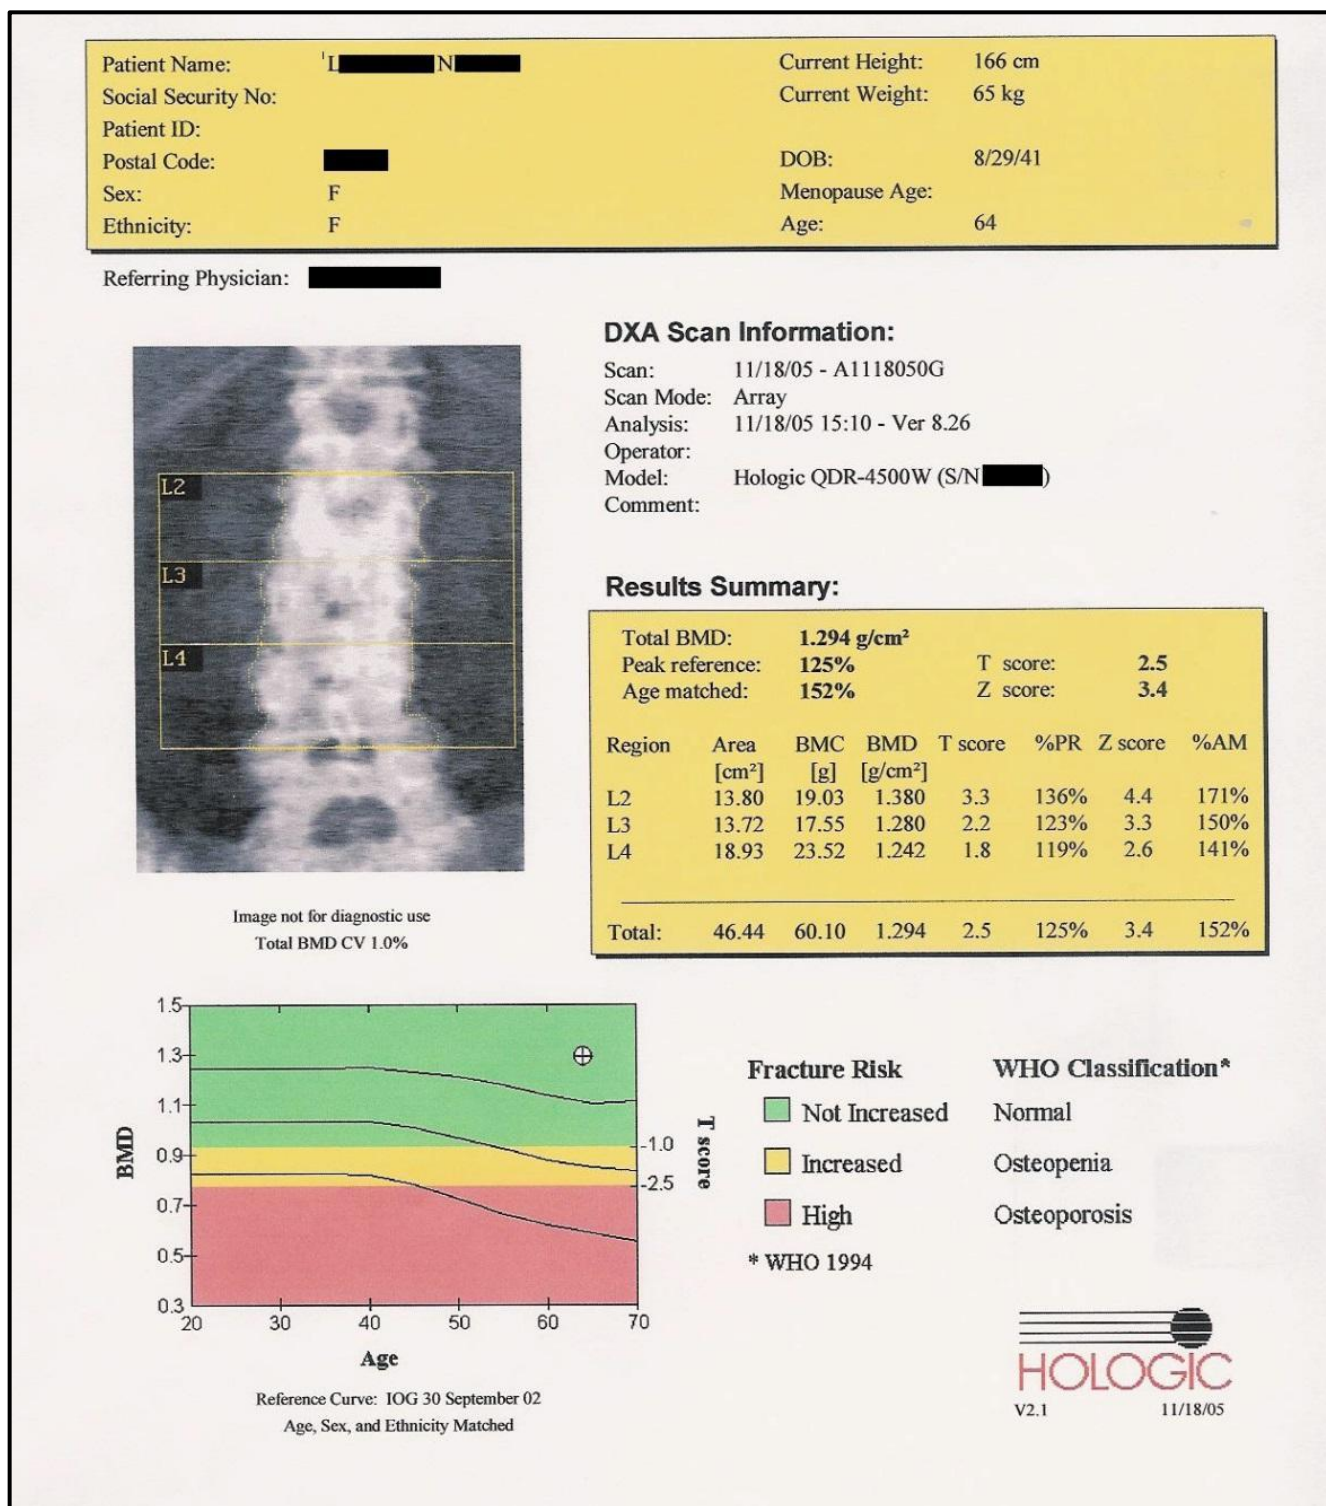 Patient Name: L N Current Height: 166 cm
Social Security No: Current Weight: 65 kg
Patient ID:
Postal Code: DOB: 8/29/41
Sex: F Menopause Age:
Ethnicity: F Age: 64
Referring Physician:
DXA Scan Information:
Scan: 11/18/05 - A1118050G
Scan Mode: Array
Analysis: 11/18/05 15:10 - Ver 8.26
Operator:
Model: Hologic QDR-4500W (S/N )
Comment:
L2
L3
L4
Image not for diagnostic use
Total BMD CV 1.0%
Results Summary:
Total BMD: 1.294 g/cm²
Peak reference: 125% T score: 2.5
Age matched: 152% Z score: 3.4
Region Area BMC BMD T score %PR Z score %AM
[cm²] [g] [g/cm²]
L2 13.80 19.03 1.380 3.3 136% 4.4 171%
L3 13.72 17.55 1.280 2.2 123% 3.3 150%
L4 18.93 23.52 1.242 1.8 119% 2.6 141%
Total: 46.44 60.10 1.294 2.5 125% 3.4 152%
1.5
1.3
1.1
0.9
0.7
0.5
0.3
BMD
20 30 40 50 60 70
Age
-1.0
-2.5
T score
Reference Curve: IOG 30 September 02
Age, Sex, and Ethnicity Matched
Fracture Risk WHO Classification*
Not Increased Normal
Increased Osteopenia
High Osteoporosis
* WHO 1994
HOLOGIC
V2.1 11/18/05